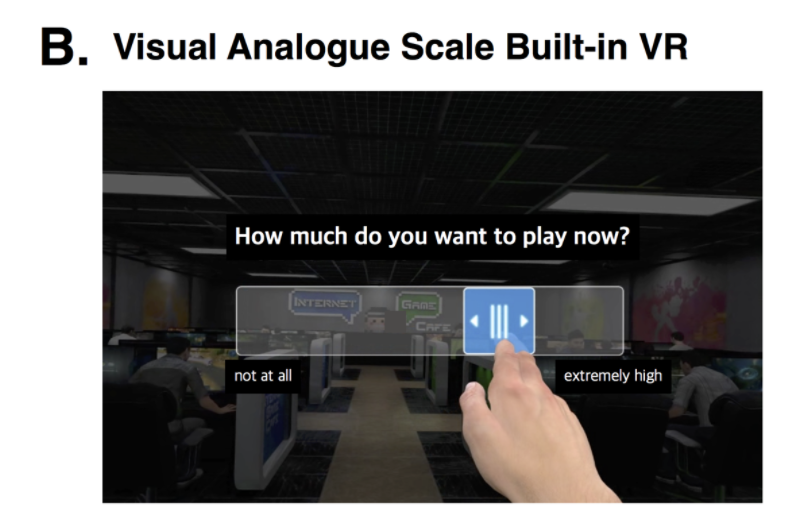 B. Visual Analogue Scale Built-in VR
How much do you want to play now?
INTERNET
GAME
CAFE
not at all
extremely high